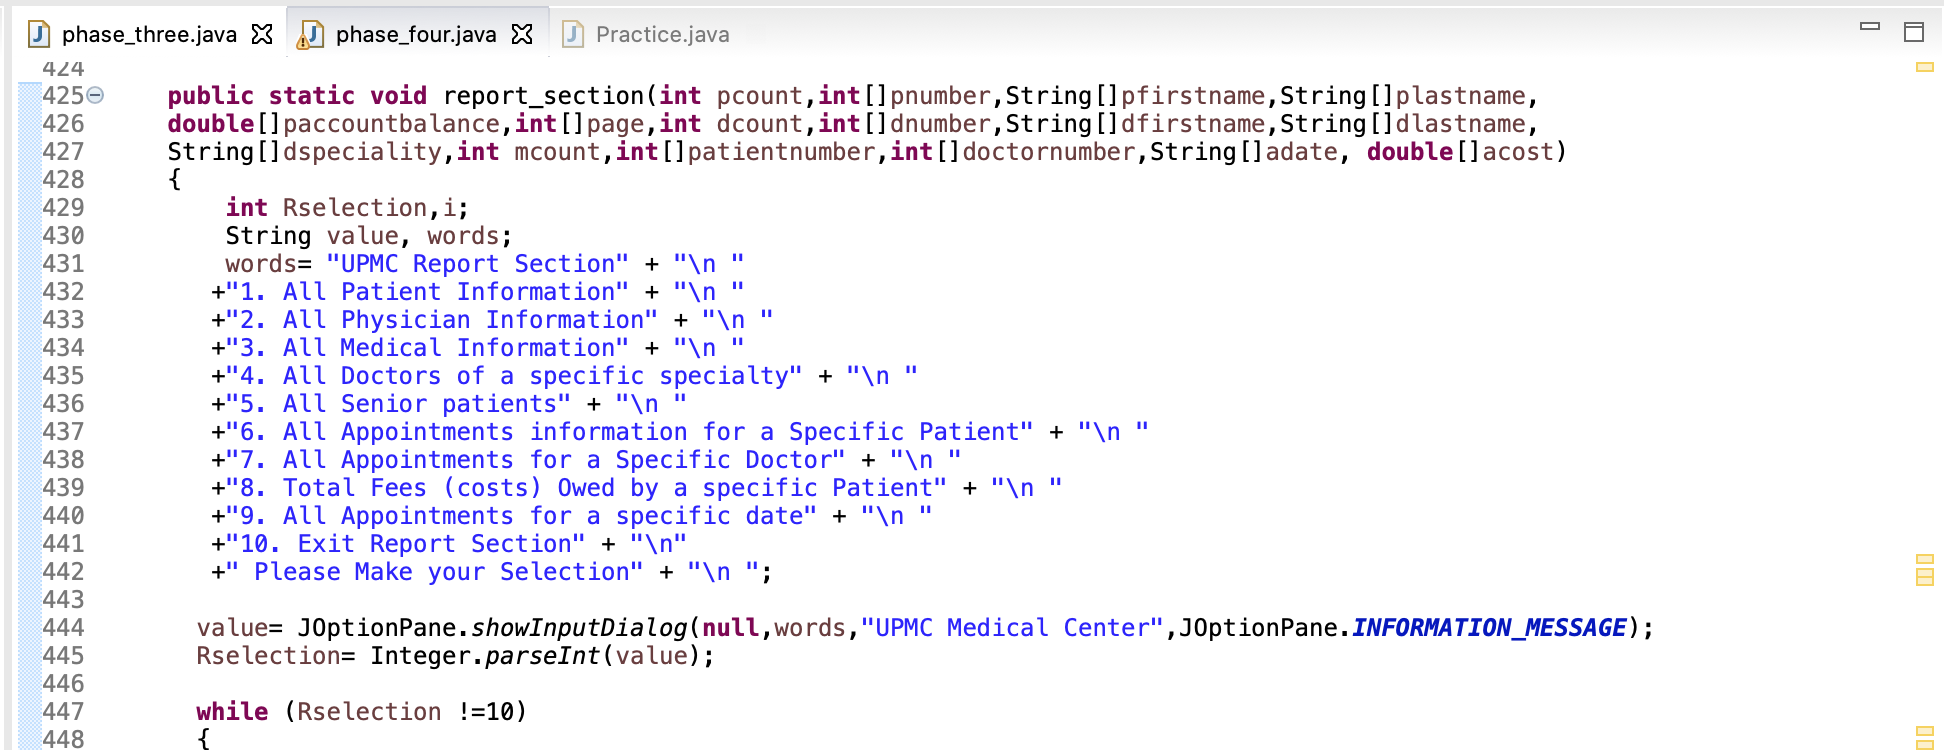 phase_three.java phase_four.java Practice.java
424
425 public static void report_section(int pcount,int[]pnumber,String[]pfirstname,String[]plastname,
426 double[]paccountbalance,int[]page,int dcount,int[]dnumber,String[]dfirstname,String[]dlastname,
427 String[]dspeciality,int mcount,int[]patientnumber,int[]doctornumber,String[]adate, double[]acost)
428 {
429 int Rselection,i;
430 String value, words;
431 words= "UPMC Report Section" + "\n "
432 +"1. All Patient Information" + "\n "
433 +"2. All Physician Information" + "\n "
434 +"3. All Medical Information" + "\n "
435 +"4. All Doctors of a specific specialty" + "\n "
436 +"5. All Senior patients" + "\n "
437 +"6. All Appointments information for a Specific Patient" + "\n "
438 +"7. All Appointments for a Specific Doctor" + "\n "
439 +"8. Total Fees (costs) Owed by a specific Patient" + "\n "
440 +"9. All Appointments for a specific date" + "\n "
441 +"10. Exit Report Section" + "\n"
442 +" Please Make your Selection" + "\n ";
443
444 value= JOptionPane.showInputDialog(null,words,"UPMC Medical Center",JOptionPane.INFORMATION_MESSAGE);
445 Rselection= Integer.parseInt(value);
446
447 while (Rselection !=10)
448 {